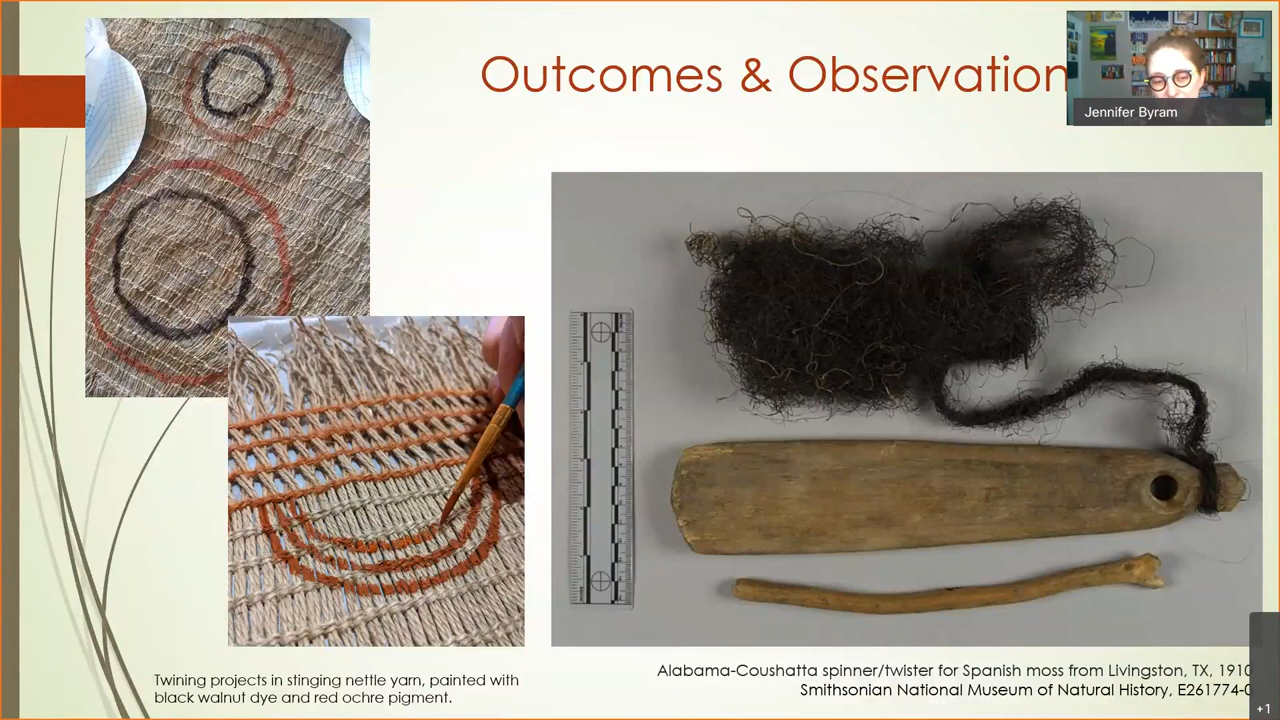 Outcomes & Observation
Jennifer Byram
Twining projects in stinging nettle yarn, painted with
black walnut dye and red ochre pigment.
Alabama-Coushatta spinner/twister for Spanish moss from Livingston, TX, 1910
Smithsonian National Museum of Natural History, E261774-0
+1